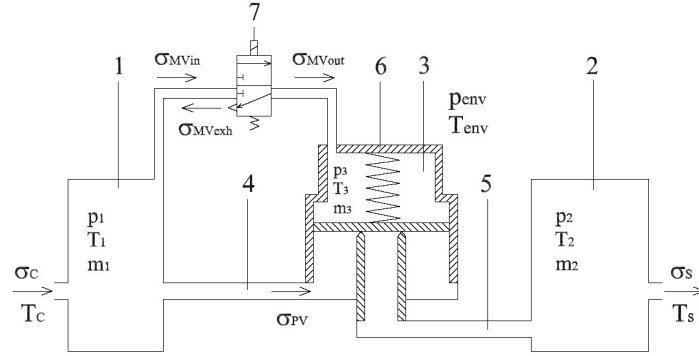 7
1
σMVin
σMVout
6
3
2
σMVexh
penv
Tenv
4
p3
T3
m3
5
p1
T1
m1
p2
T2
m2
σC
TC
σPV
σS
TS